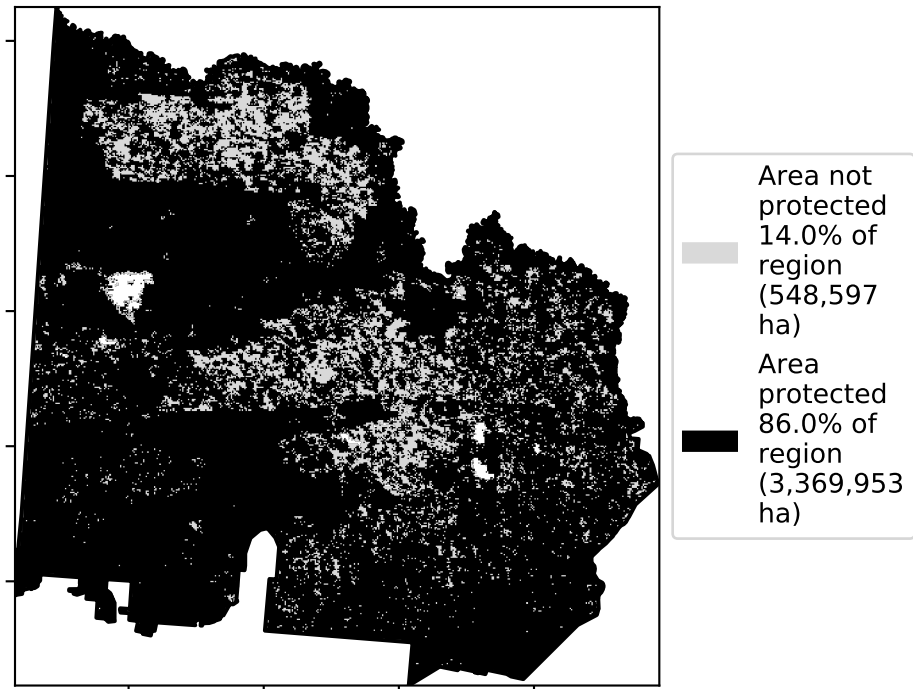 Area not
protected
14.0% of
region
(548,597
ha)
Area
protected
86.0% of
region
(3,369,953
ha)